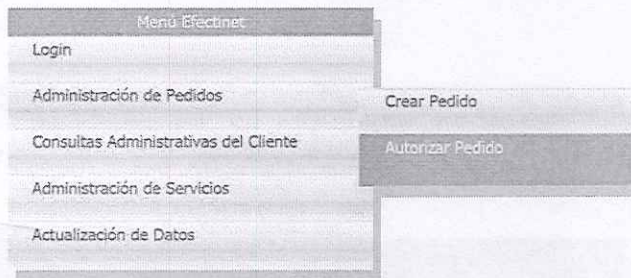 Menú Efectinet
Login
Administración de Pedidos
Crear Pedido
Autorizar Pedido
Consultas Administrativas del Cliente
Administración de Servicios
Actualización de Datos